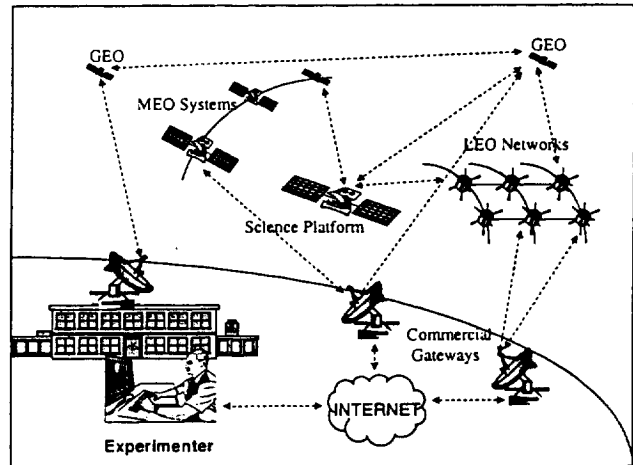 GEO
GEO
MEO Systems
LEO Networks
Science Platform
Commercial
Gateways
INTERNET
Experimenter